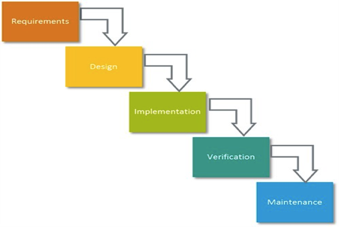 Requirements
Design
Implementation
Verification
Maintenance